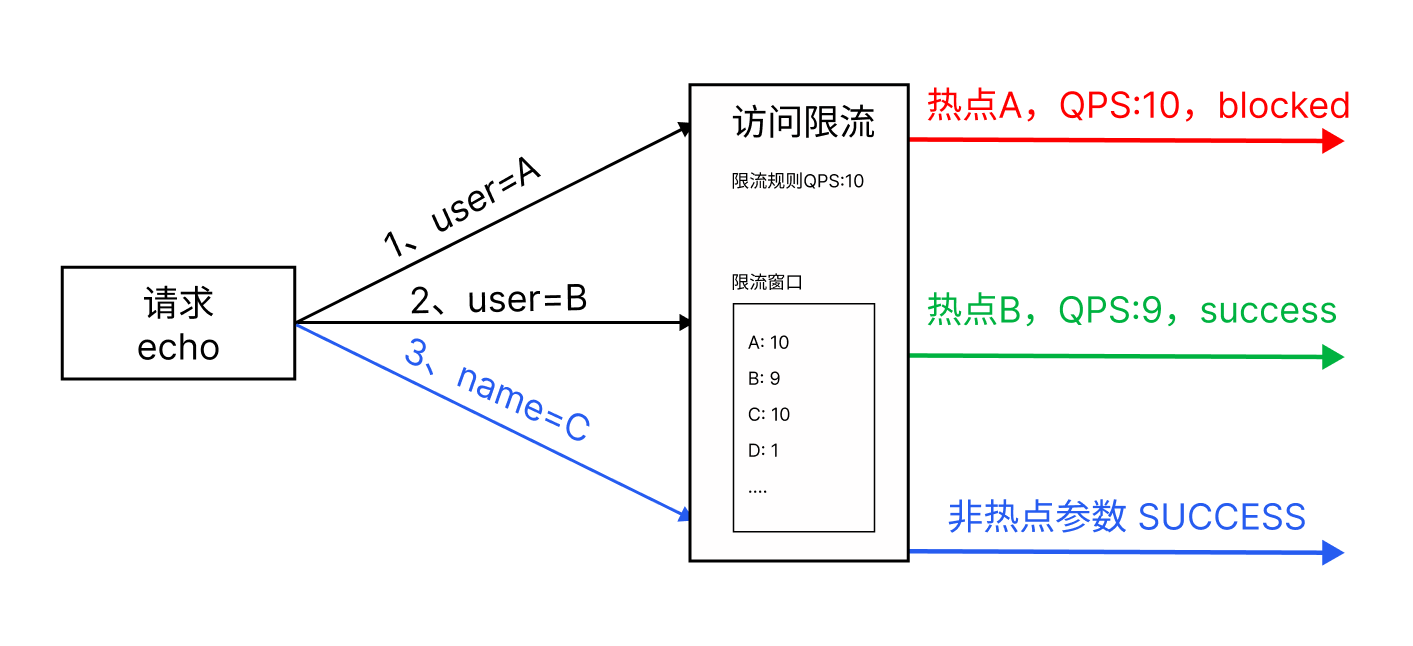 请求
echo
1、user=A
2、user=B
3、name=C
访问限流
限流规则QPS:10
限流窗口
A: 10
B: 9
C: 10
D: 1
....
热点A，QPS:10，blocked
热点B，QPS:9，success
非热点参数 SUCCESS